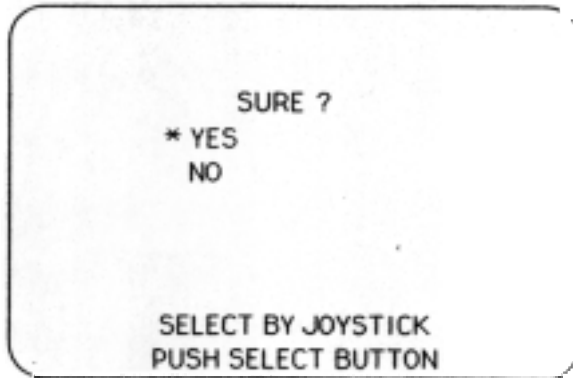 SURE ?
* YES
NO
SELECT BY JOYSTICK
PUSH SELECT BUTTON